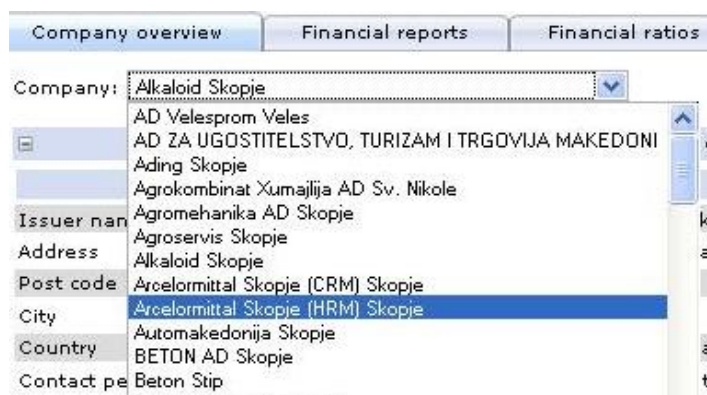 Company overview
Financial reports
Financial ratios
Company: Alkaloid Skopje
AD Velesprom Veles
AD ZA UGOSTITELSTVO, TURIZAM I TRGOVIJA MAKEDONI
Ading Skopje
Agrokombinat Xumajlija AD Sv. Nikole
Agromehanika AD Skopje
Issuer nan
Agroservis Skopje
Address
Alkaloid Skopje
Post code
Arcelormittal Skopje (CRM) Skopje
City
Arcelormittal Skopje (HRM) Skopje
Automakedonija Skopje
Country
BETON AD Skopje
Contact pe
Beton Stip